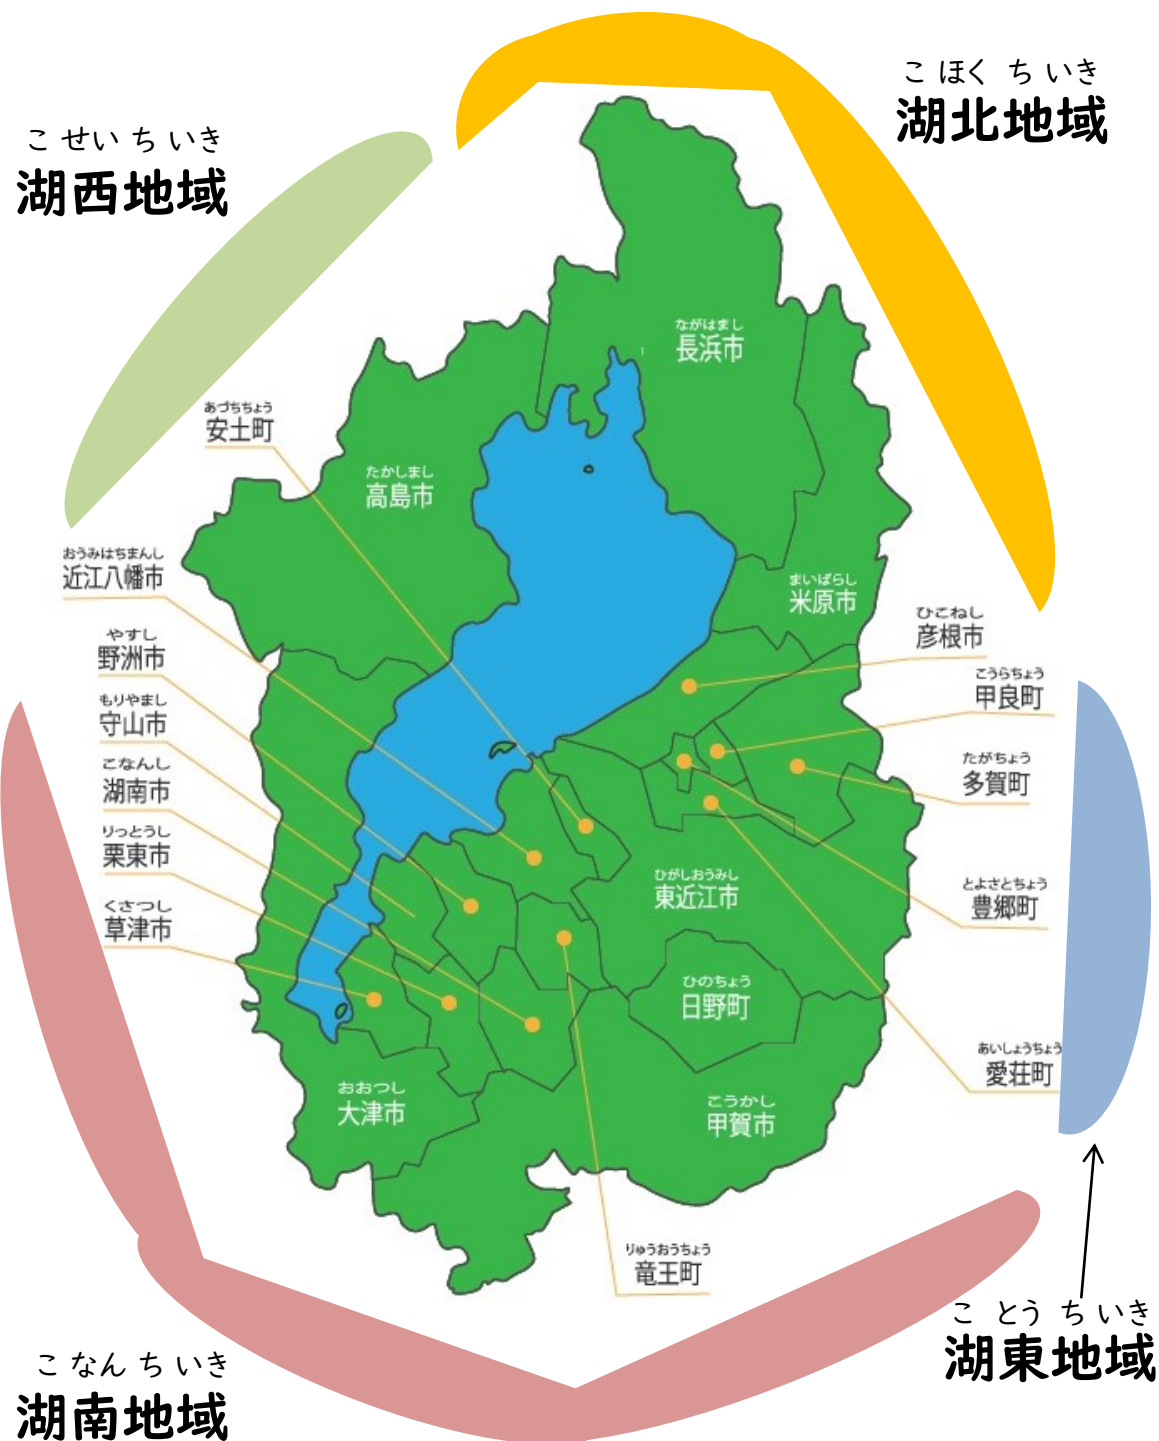 こ ほく ち いき
湖北地域
こ せい ち いき
湖西地域
ながはまし
長浜市
1
あづちちょう
安土町
たかしまし
高島市
おうみはちまんし
近江八幡市
まいばらし
米原市
ひこねし
彦根市
やすし
野洲市
こうらちょう
甲良町
もりやまし
守山市
たがちょう
多賀町
こなんし
湖南市
りっとうし
栗東市
ひがしおうみし
東近江市
とよさとちょう
豊郷町
くさつし
草津市
ひのちょう
日野町
あいしょうちょう
愛荘町
おおつし
大津市
こうかし
甲賀市
りゅうおうちょう
竜王町
こ とう ち いき
湖東地域
こ なん ち いき
湖南地域